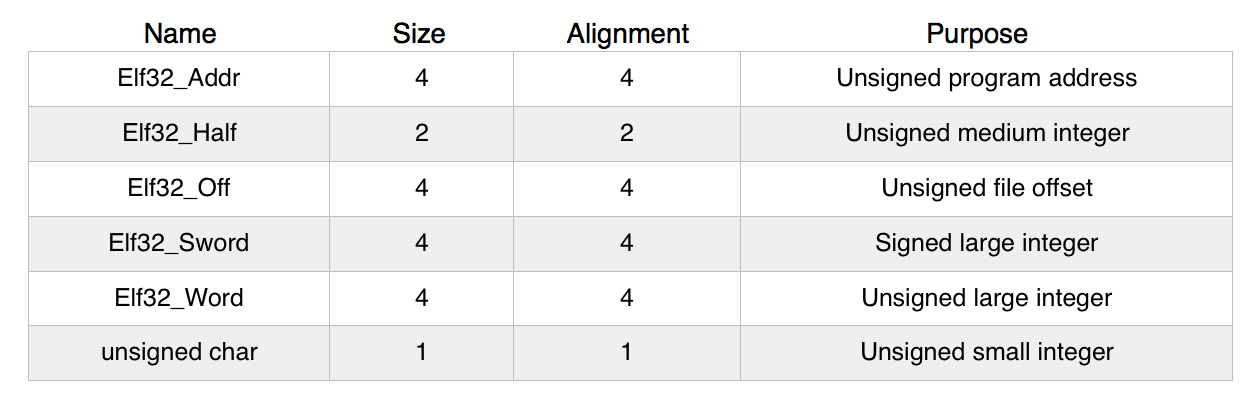 Name Size Alignment Purpose
Elf32_Addr 4 4 Unsigned program address
Elf32_Half 2 2 Unsigned medium integer
Elf32_Off 4 4 Unsigned file offset
Elf32_Sword 4 4 Signed large integer
Elf32_Word 4 4 Unsigned large integer
unsigned char 1 1 Unsigned small integer